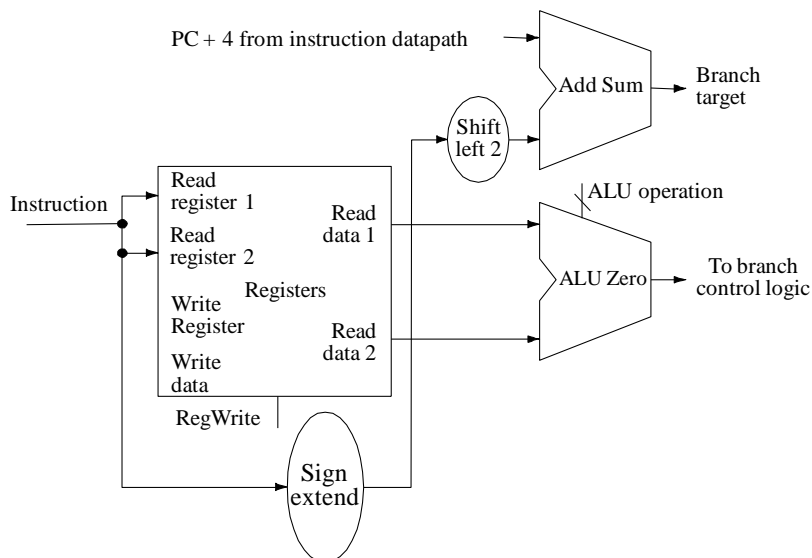 PC + 4 from instruction datapath
Add Sum
Branch
target
Shift
left 2
Instruction
Read
register 1
Read
register 2
Write
Register
Write
data
Registers
Read
data 1
Read
data 2
RegWrite
ALU operation
ALU Zero
To branch
control logic
Sign
extend